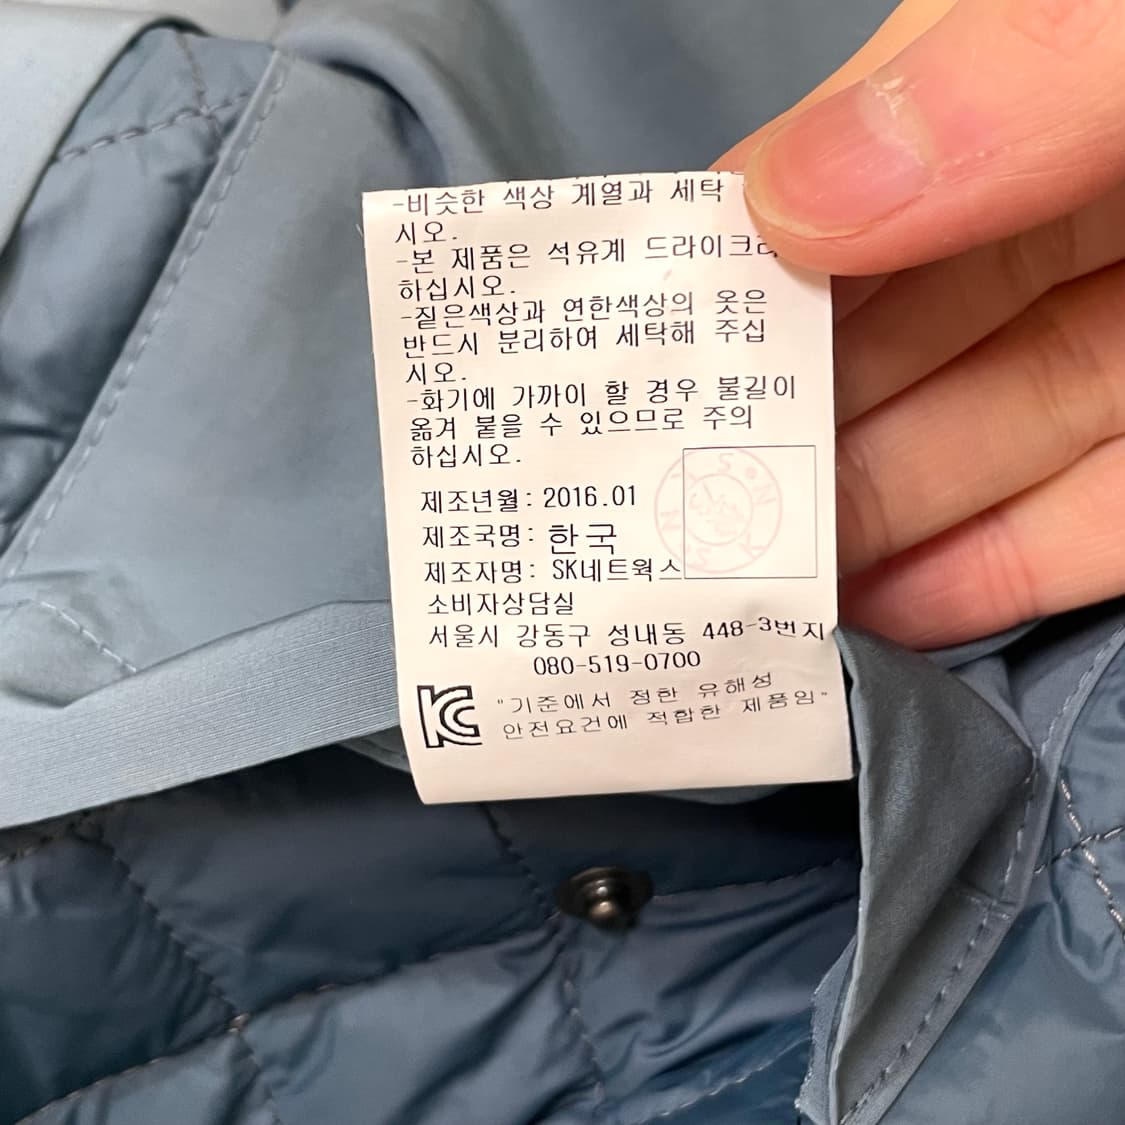 -비슷한 색상 계열과 세탁
시오.
-본 제품은 석유계 드라이크리
하십시오.
-짙은색상과 연한색상의 옷은
반드시 분리하여 세탁해 주십
시오.
-화기에 가까이 할 경우 불길이
옮겨 붙을 수 있으므로 주의
하십시오.
제조년월: 2016.01
제조국명: 한국
제조자명: SK네트웍스
소비자상담실
서울시 강동구 성내동 448-3번지
080-519-0700
KC "기준에서 정한 유해성
안전요건에 적합한 제품임"